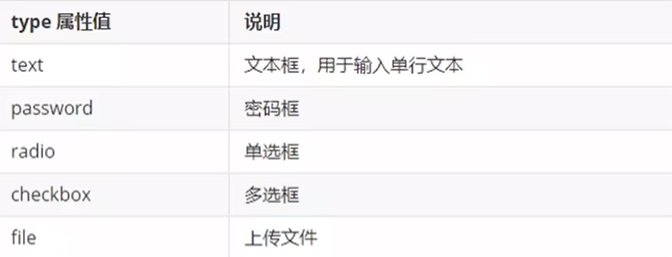 type 属性值 说明
text 文本框，用于输入单行文本
password 密码框
radio 单选框
checkbox 多选框
file 上传文件